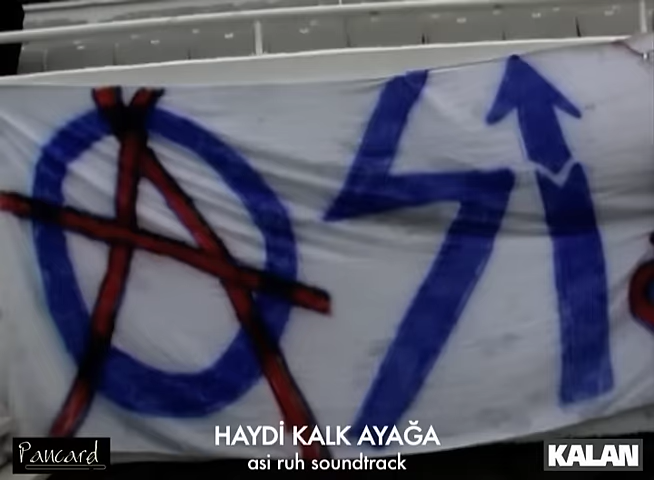 ASİ
HAYDİ KALK AYAĞA
asi ruh soundtrack
Pancard
KALAN